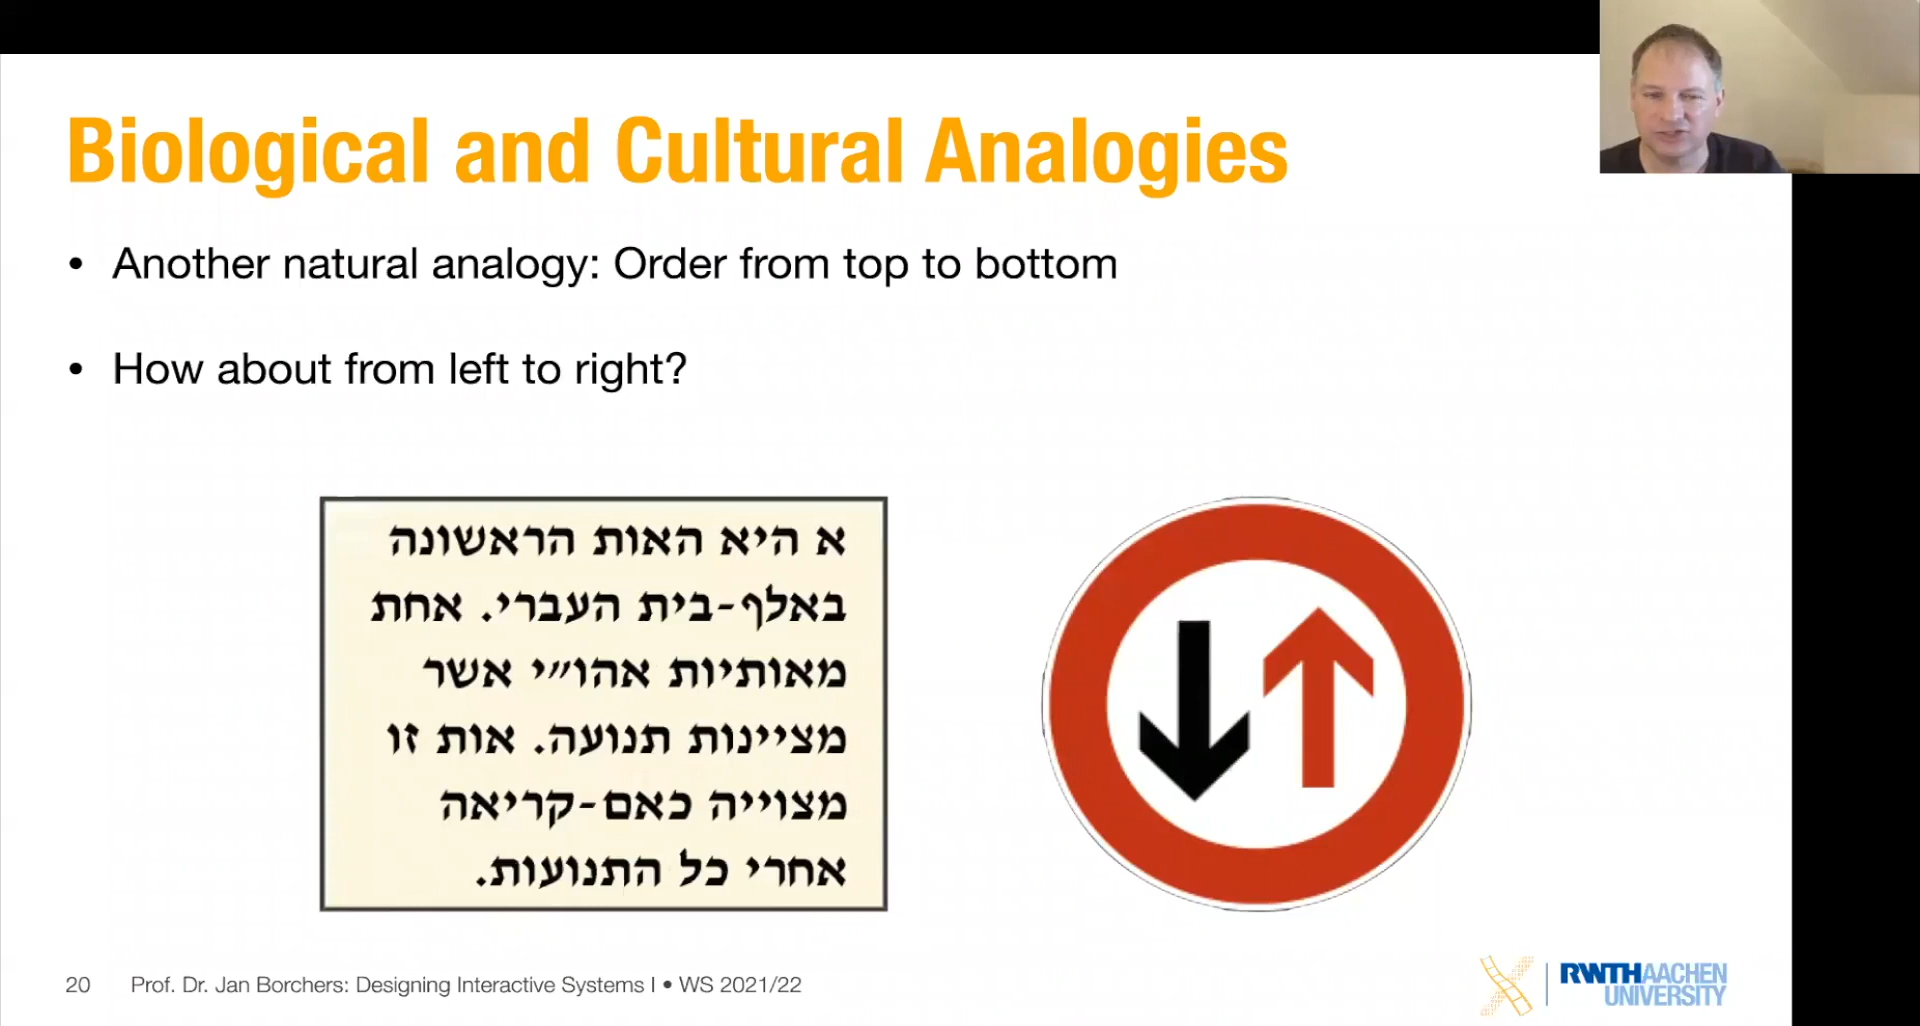 Biological and Cultural Analogies
• Another natural analogy: Order from top to bottom
• How about from left to right?
א היא האות הראשונה
באלף-בית העברי. אחת
מאותיות אהו״י אשר
מציינות תנועה. אות זו
מצוייה כאם-קריאה
אחרי כל התנועות.
20 Prof. Dr. Jan Borchers: Designing Interactive Systems I • WS 2021/22
RWTHAACHEN
UNIVERSITY